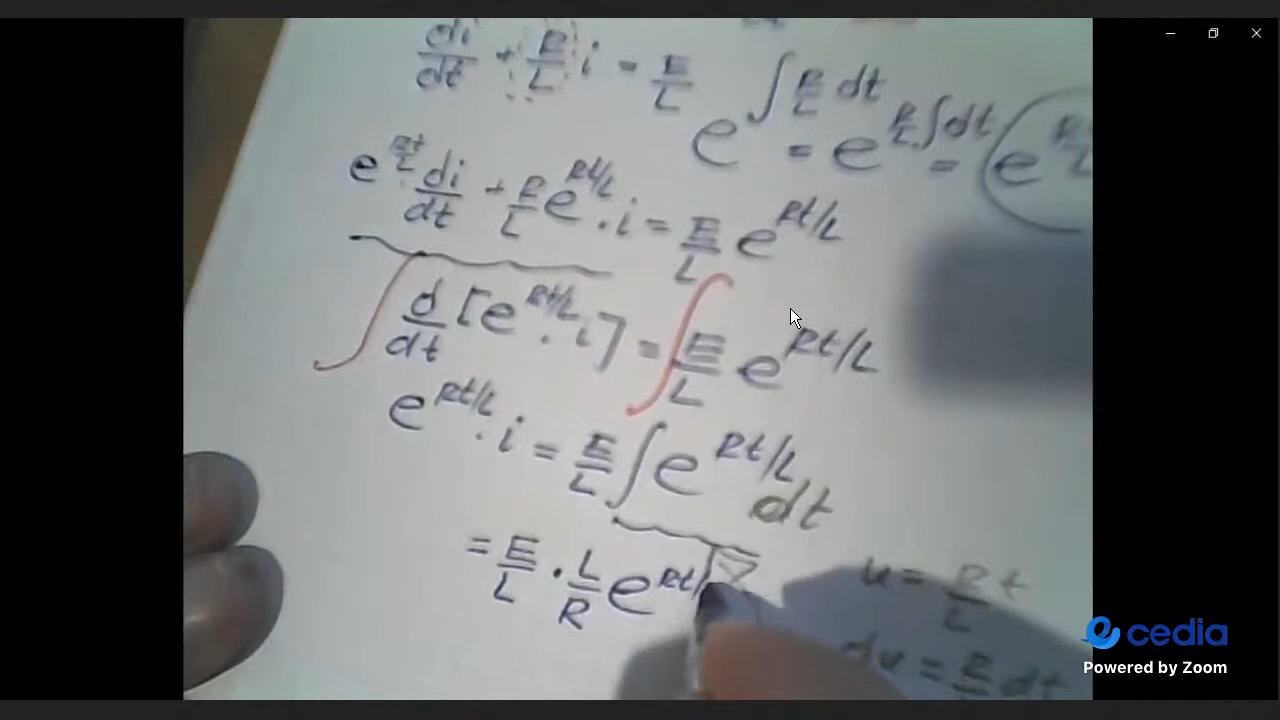 di/dt + R/L i = E/L
e^∫ R/L dt = e^R/L ∫dt = e^R/L
e^Rt/L di/dt + R/L e^Rt/L . i = E/L e^Rt/L
∫ d/dt [e^Rt/L . i] = ∫ E/L e^Rt/L
e^Rt/L . i = E/L ∫ e^Rt/L dt
= E/L . L/R e^Rt/
u = R/L t
du = R/L dt
cedia
Powered by Zoom